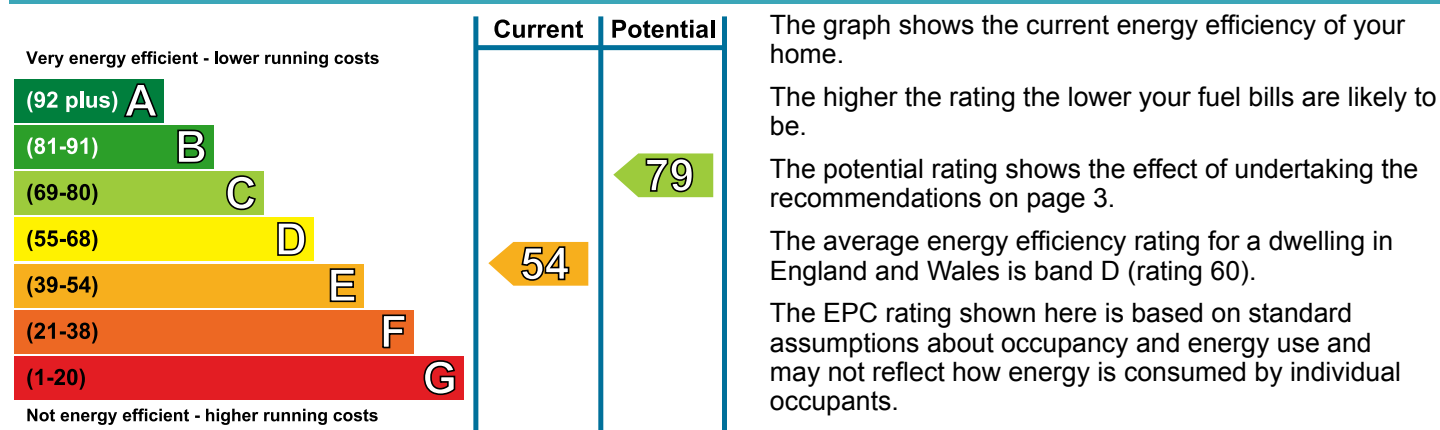 Current Potential
Very energy efficient - lower running costs
(92 plus) A
(81-91) B
(69-80) C
(55-68) D
(39-54) E
(21-38) F
(1-20) G
Not energy efficient - higher running costs
79
54
The graph shows the current energy efficiency of your
home.
The higher the rating the lower your fuel bills are likely to
be.
The potential rating shows the effect of undertaking the
recommendations on page 3.
The average energy efficiency rating for a dwelling in
England and Wales is band D (rating 60).
The EPC rating shown here is based on standard
assumptions about occupancy and energy use and
may not reflect how energy is consumed by individual
occupants.